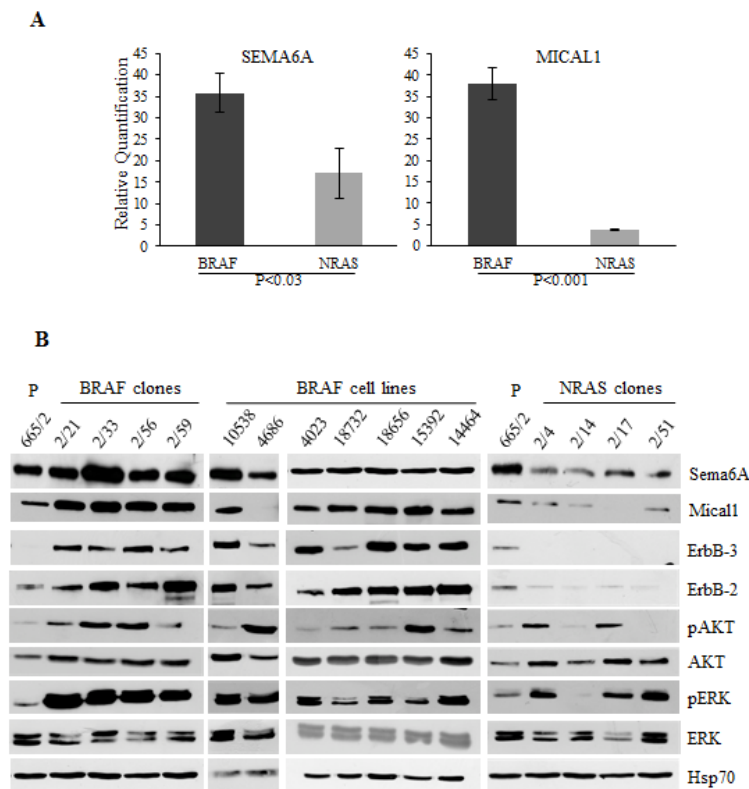 A
SEMA6A
MICAL1
Relative Quantification
45
40
35
30
25
20
15
10
5
0
BRAF
NRAS
P<0.03
45
40
35
30
25
20
15
10
5
0
BRAF
NRAS
P<0.001
B
P
BRAF clones
BRAF cell lines
P
NRAS clones
665/2
2/21
2/33
2/56
2/59
10538
4686
4023
18732
18656
15392
14464
665/2
2/4
2/14
2/17
2/51
Sema6A
Mical1
ErbB-3
ErbB-2
pAKT
AKT
pERK
ERK
Hsp70